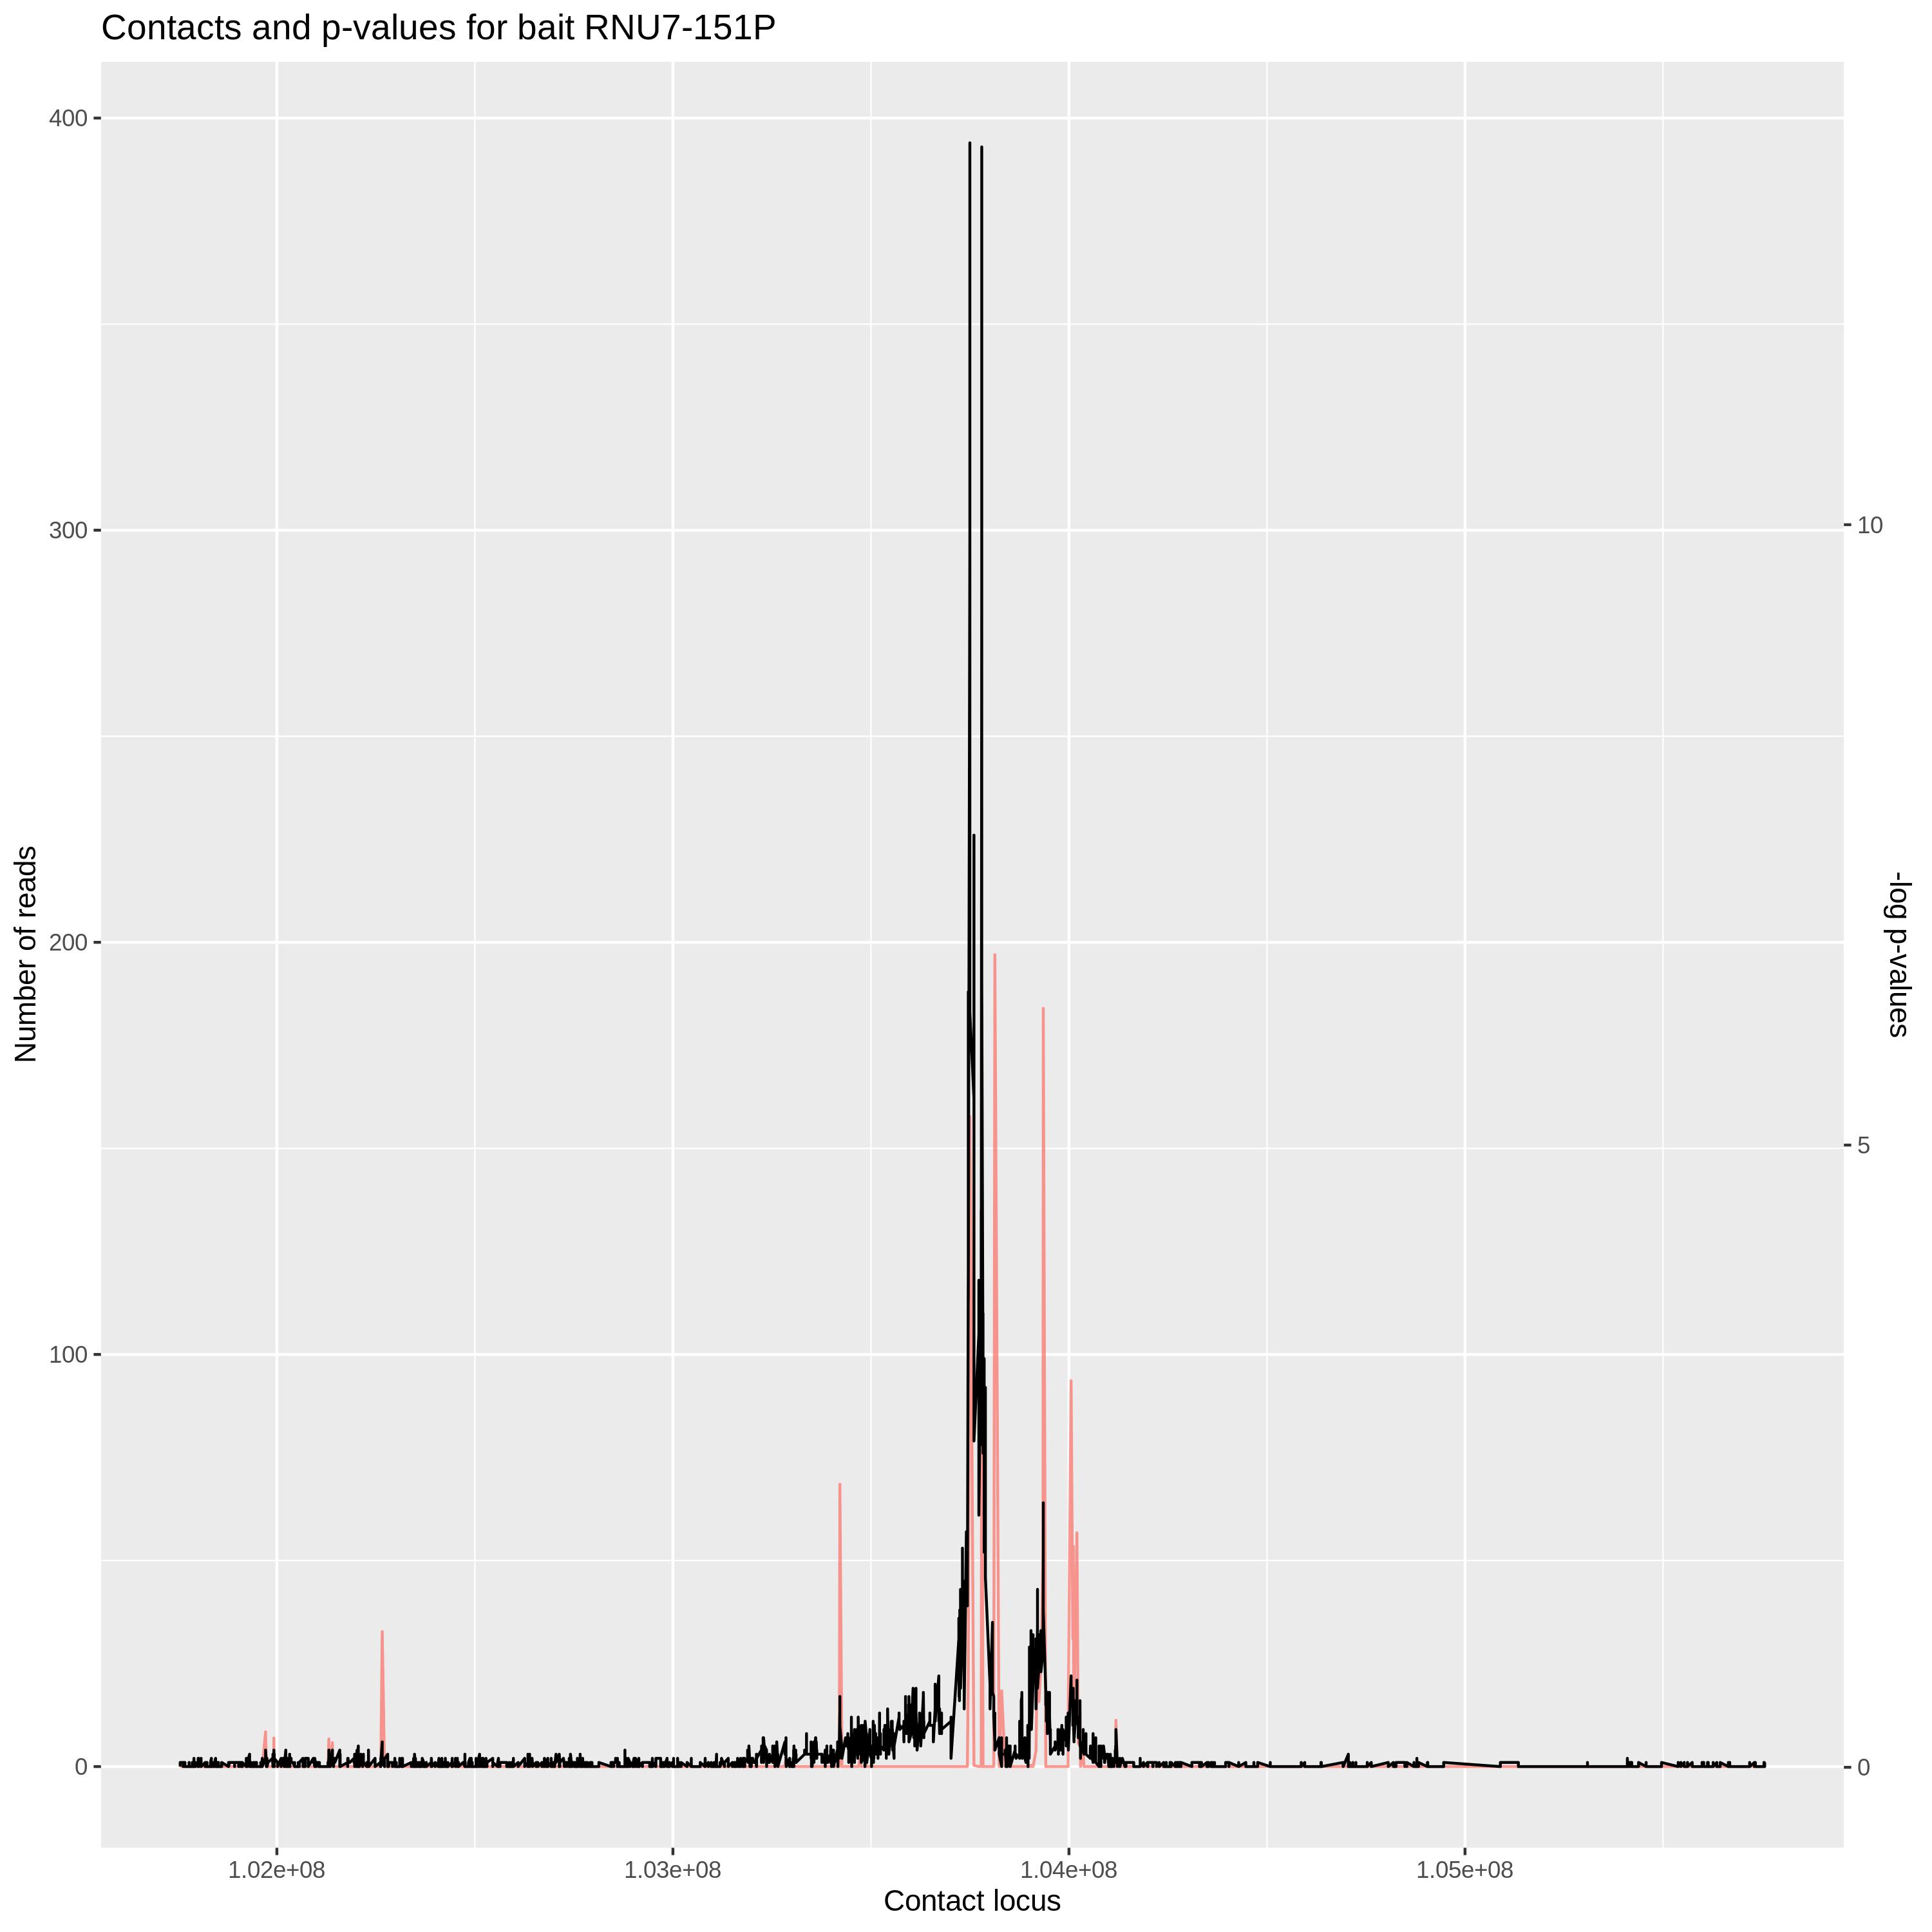 Contacts and p-values for bait RNU7-151P
400
300
200
100
0
Number of reads
10
5
0
-log p-values
1.02e+08
1.03e+08
1.04e+08
1.05e+08
Contact locus